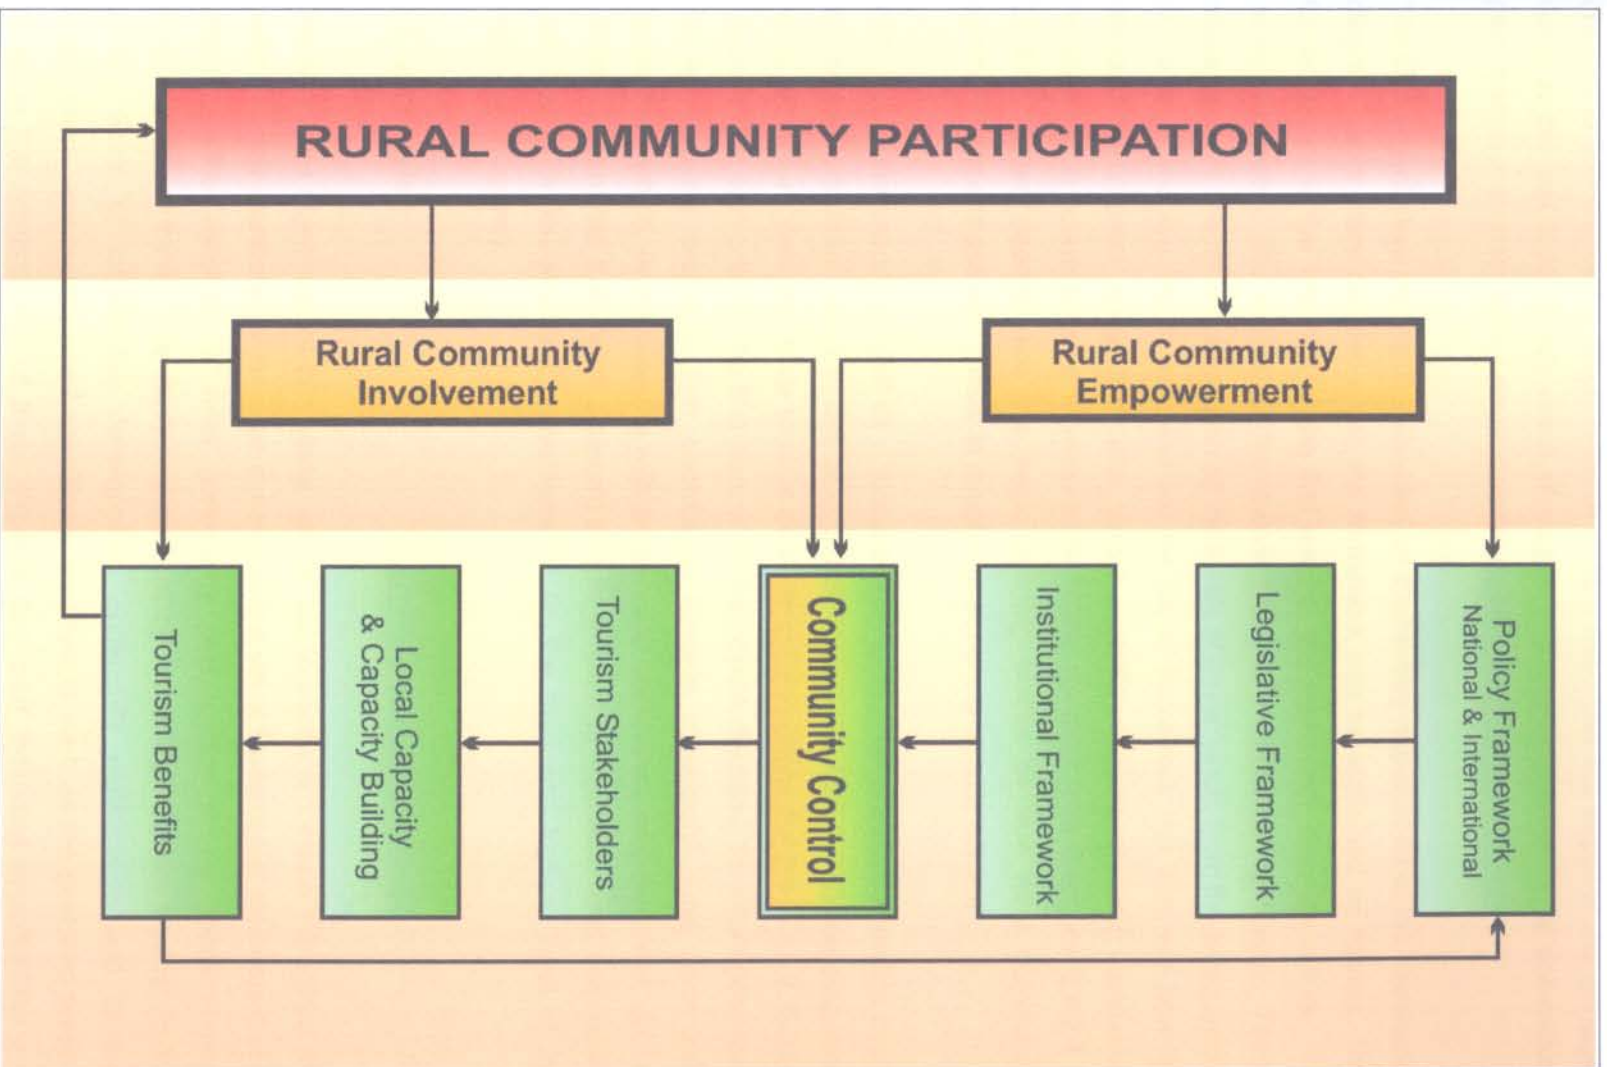 RURAL COMMUNITY PARTICIPATION
Rural Community
Involvement
Rural Community
Empowerment
Tourism Benefits
Local Capacity
& Capacity Building
Tourism Stakeholders
Community Control
Institutional Framework
Legislative Framework
Policy Framework
National & International